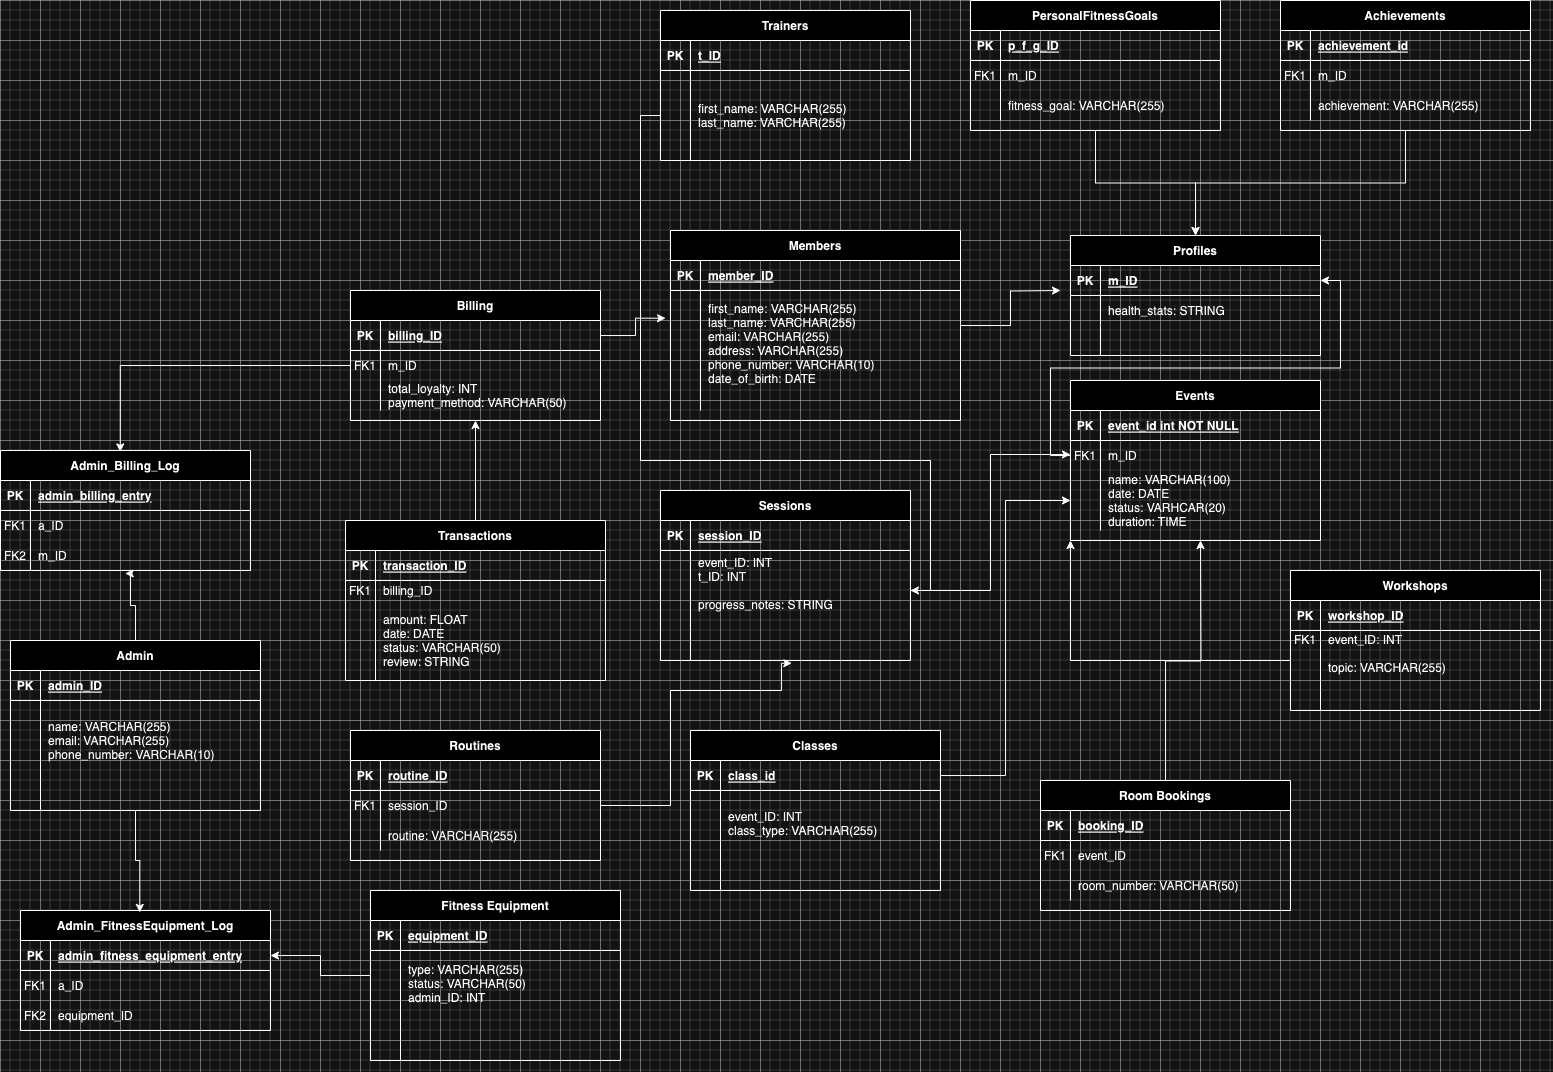 Trainers
PK t_ID
first_name: VARCHAR(255)
last_name: VARCHAR(255)
PersonalFitnessGoals
PK p_f_g_ID
FK1 m_ID
fitness_goal: VARCHAR(255)
Achievements
PK achievement_id
FK1 m_ID
achievement: VARCHAR(255)
Members
PK member_ID
first_name: VARCHAR(255)
last_name: VARCHAR(255)
email: VARCHAR(255)
address: VARCHAR(255)
phone_number: VARCHAR(10)
date_of_birth: DATE
Profiles
PK m_ID
health_stats: STRING
Billing
PK billing_ID
FK1 m_ID
total_loyalty: INT
payment_method: VARCHAR(50)
Events
PK event_id int NOT NULL
FK1 m_ID
name: VARCHAR(100)
date: DATE
status: VARHCAR(20)
duration: TIME
Admin_Billing_Log
PK admin_billing_entry
FK1 a_ID
FK2 m_ID
Transactions
PK transaction_ID
FK1 billing_ID
amount: FLOAT
date: DATE
status: VARCHAR(50)
review: STRING
Sessions
PK session_ID
event_ID: INT
t_ID: INT
progress_notes: STRING
Workshops
PK workshop_ID
FK1 event_ID: INT
topic: VARCHAR(255)
Admin
PK admin_ID
name: VARCHAR(255)
email: VARCHAR(255)
phone_number: VARCHAR(10)
Routines
PK routine_ID
FK1 session_ID
routine: VARCHAR(255)
Classes
PK class_id
event_ID: INT
class_type: VARCHAR(255)
Room Bookings
PK booking_ID
FK1 event_ID
room_number: VARCHAR(50)
Admin_FitnessEquipment_Log
PK admin_fitness_equipment_entry
FK1 a_ID
FK2 equipment_ID
Fitness Equipment
PK equipment_ID
type: VARCHAR(255)
status: VARCHAR(50)
admin_ID: INT